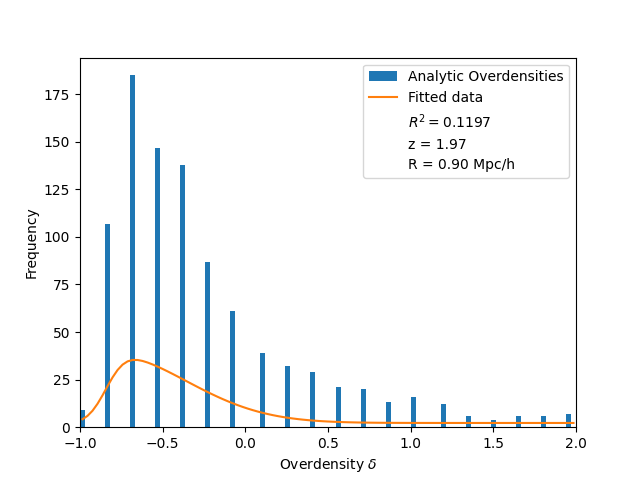 Analytic Overdensities
Fitted data
R² = 0.1197
z = 1.97
R = 0.90 Mpc/h
Frequency
175
150
125
100
75
50
25
0
−1.0 −0.5 0.0 0.5 1.0 1.5 2.0
Overdensity δ